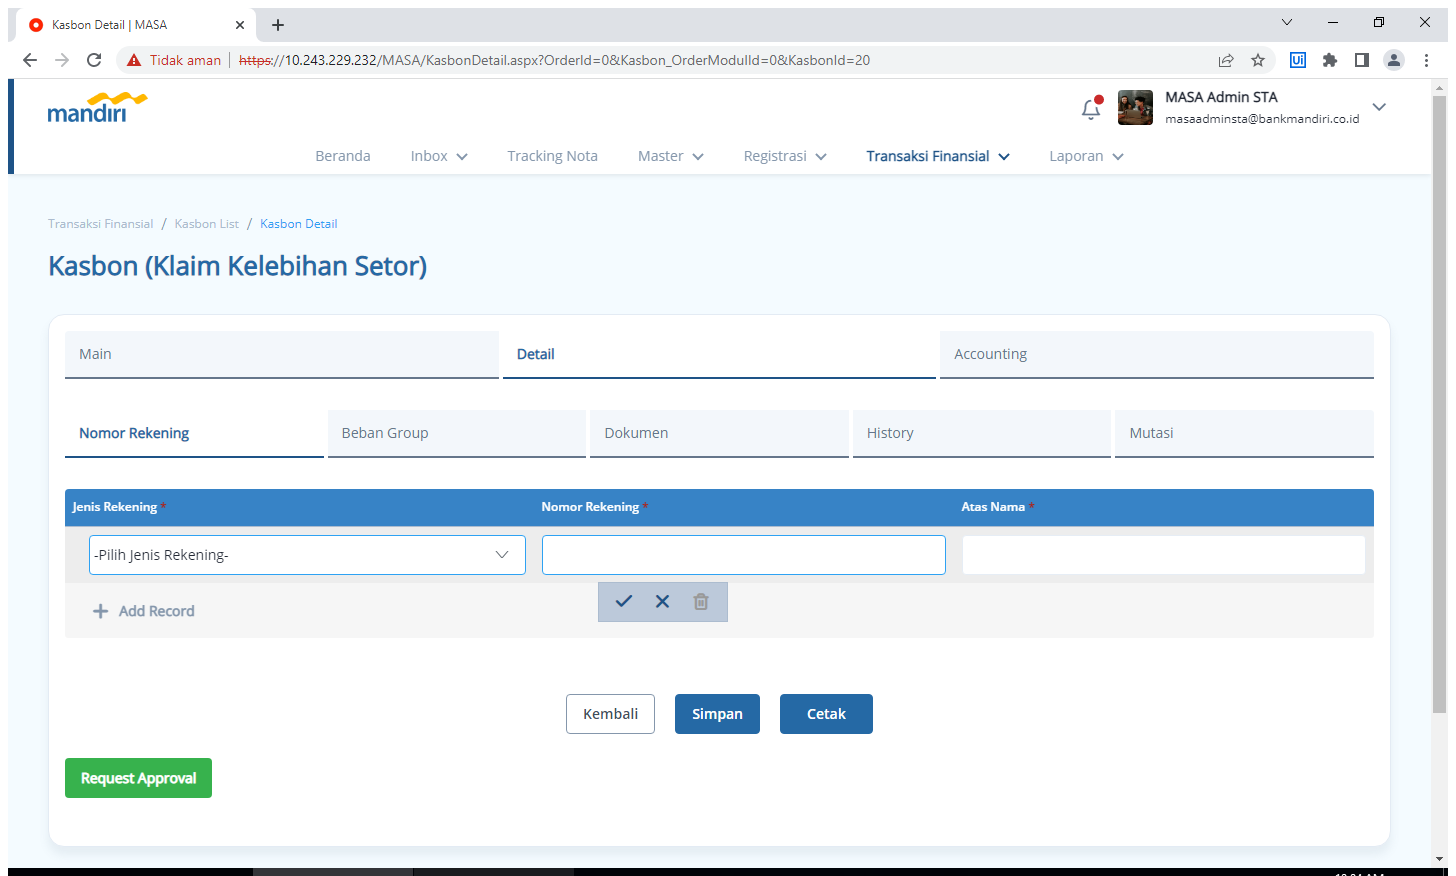 Kasbon Detail | MASA
Tidak aman | https://10.243.229.232/MASA/KasbonDetail.aspx?OrderId=0&Kasbon_OrderModulId=0&KasbonId=20
Ui
mandiri
MASA Admin STA
masaadminsta@bankmandiri.co.id
Beranda Inbox Tracking Nota Master Registrasi Transaksi Finansial Laporan
Transaksi Finansial / Kasbon List / Kasbon Detail
Kasbon (Klaim Kelebihan Setor)
Main Detail Accounting
Nomor Rekening Beban Group Dokumen History Mutasi
Jenis Rekening * Nomor Rekening * Atas Nama *
-Pilih Jenis Rekening-
Add Record
Kembali Simpan Cetak
Request Approval